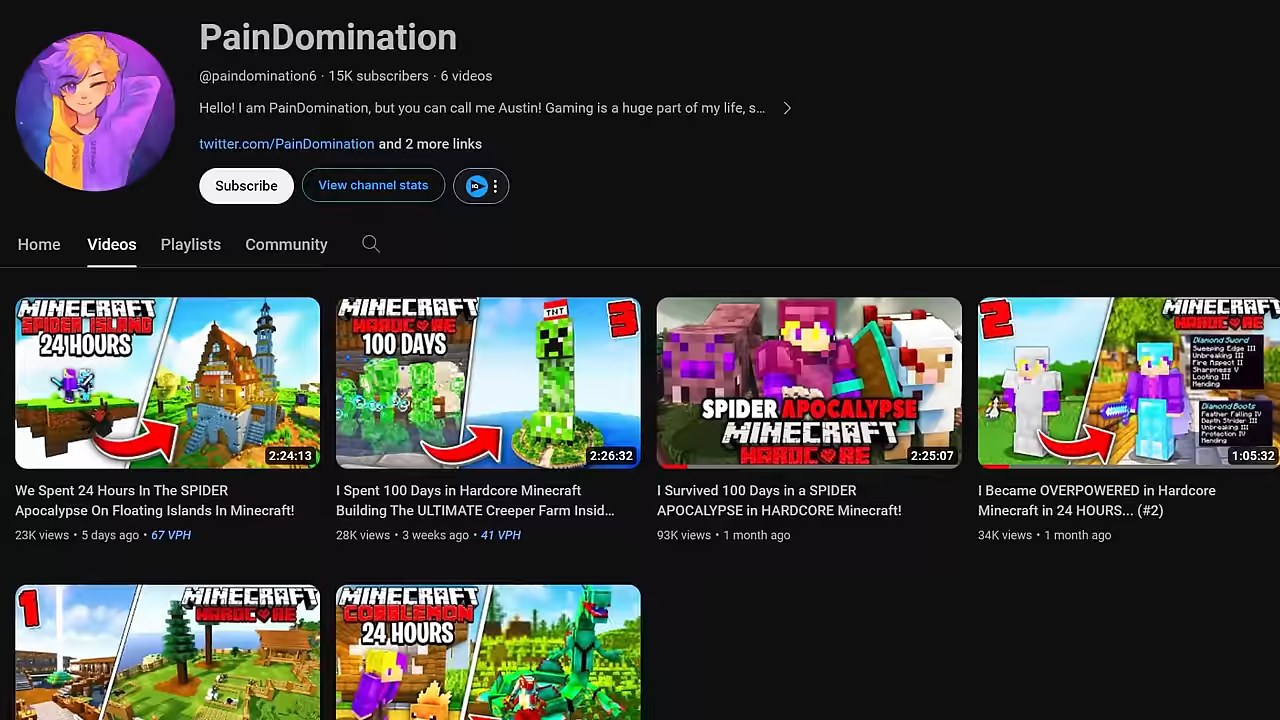 PainDomination
@paindomination6 · 15K subscribers · 6 videos
Hello! I am PainDomination, but you can call me Austin! Gaming is a huge part of my life, s...
twitter.com/PainDomination and 2 more links
Subscribe
View channel stats
IQ
Home
Videos
Playlists
Community
MINECRAFT
SPIDER ISLAND
24 HOURS
2:24:13
MINECRAFT
HARDCORE
100 DAYS
TNT
3
2:26:32
SPIDER APOCALYPSE
MINECRAFT
HARDCORE
2:25:07
2
MINECRAFT
HARDCORE
Diamond Sword
Sweeping Edge III
Unbreaking III
Fire Aspect II
Sharpness V
Looting III
Mending
Diamond Boots
Feather Falling IV
Depth Strider III
Unbreaking III
Protection IV
Mending
1:05:32
We Spent 24 Hours In The SPIDER
Apocalypse On Floating Islands In Minecraft!
23K views • 5 days ago • 67 VPH
I Spent 100 Days in Hardcore Minecraft
Building The ULTIMATE Creeper Farm Insid...
28K views • 3 weeks ago • 41 VPH
I Survived 100 Days in a SPIDER
APOCALYPSE in HARDCORE Minecraft!
93K views • 1 month ago
I Became OVERPOWERED in Hardcore
Minecraft in 24 HOURS... (#2)
34K views • 1 month ago
1
MINECRAFT
HARDCORE
MINECRAFT
COBBLEMON
24 HOURS